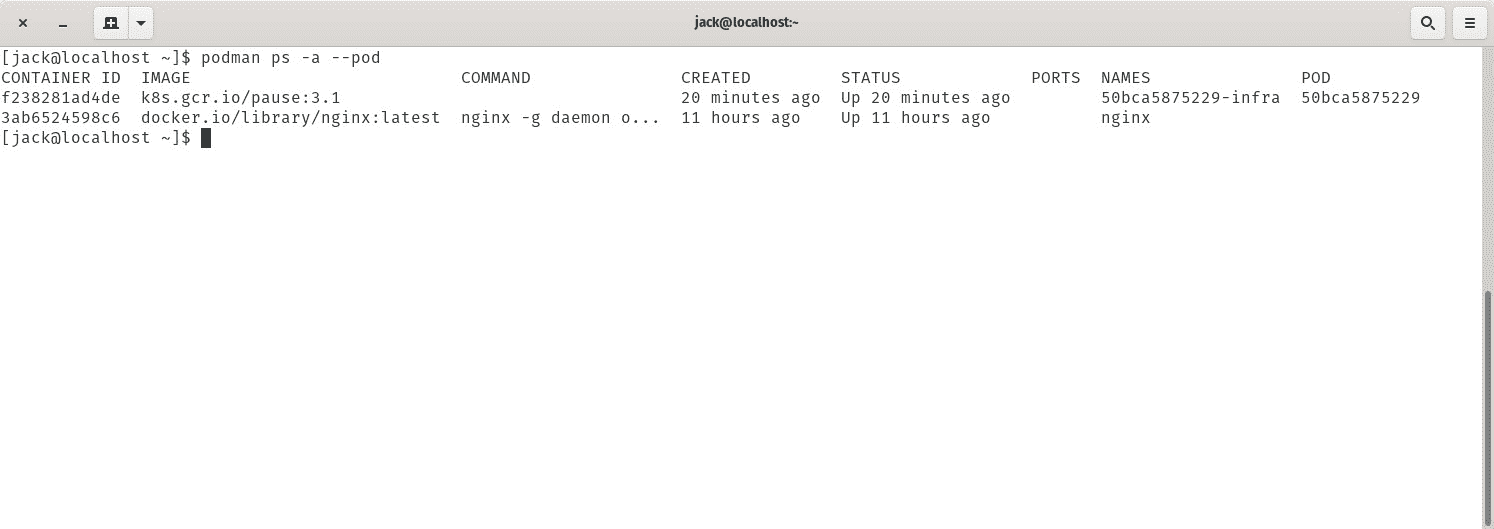 jack@localhost:~
[jack@localhost ~]$ podman ps -a --pod
CONTAINER ID  IMAGE                           COMMAND               CREATED         STATUS             PORTS  NAMES               POD
f238281ad4de  k8s.gcr.io/pause:3.1                                  20 minutes ago  Up 20 minutes ago         50bca5875229-infra  50bca5875229
3ab6524598c6  docker.io/library/nginx:latest  nginx -g daemon o...  11 hours ago    Up 11 hours ago           nginx
[jack@localhost ~]$